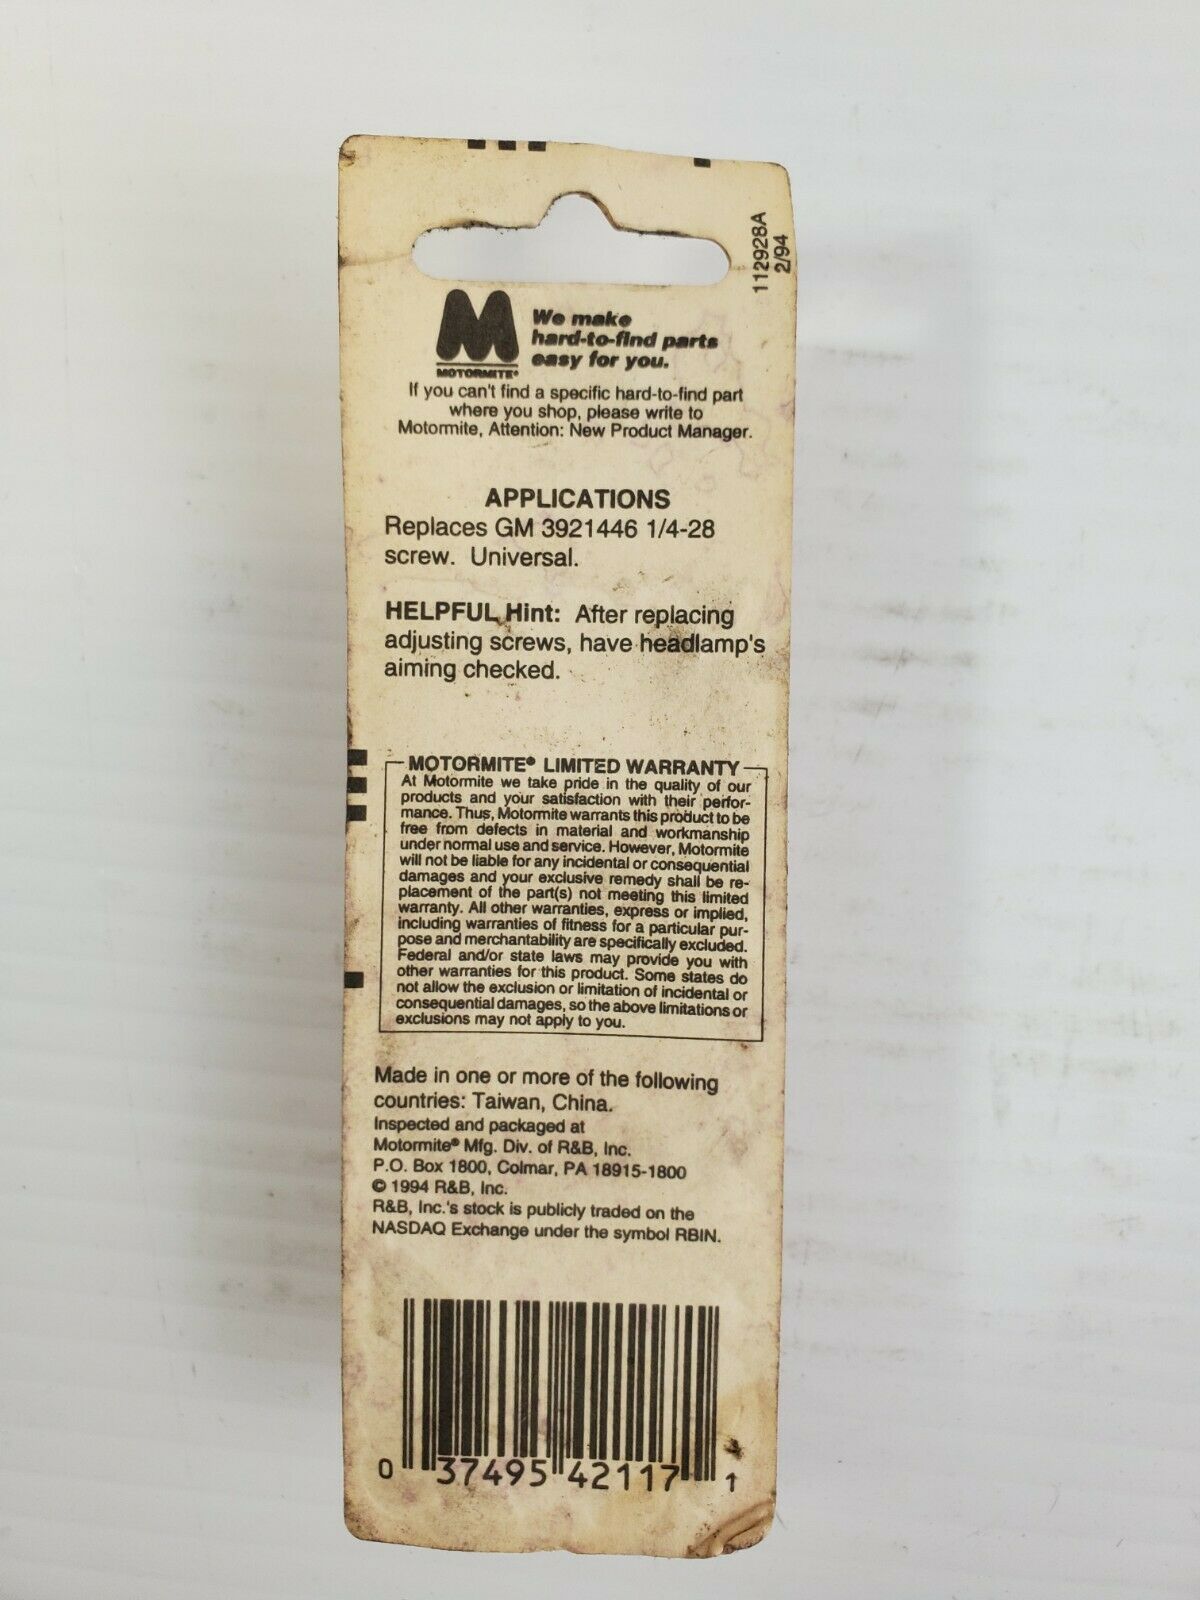 112928A
2/94
We make
hard-to-find parts
easy for you.
MOTORMITE®
If you can't find a specific hard-to-find part
where you shop, please write to
Motormite, Attention: New Product Manager.
APPLICATIONS
Replaces GM 3921446 1/4-28
screw. Universal.
HELPFUL Hint: After replacing
adjusting screws, have headlamp's
aiming checked.
MOTORMITE® LIMITED WARRANTY
At Motormite we take pride in the quality of our
products and your satisfaction with their perfor-
mance. Thus, Motormite warrants this product to be
free from defects in material and workmanship
under normal use and service. However, Motormite
will not be liable for any incidental or consequential
damages and your exclusive remedy shall be re-
placement of the part(s) not meeting this limited
warranty. All other warranties, express or implied,
including warranties of fitness for a particular pur-
pose and merchantability are specifically excluded.
Federal and/or state laws may provide you with
other warranties for this product. Some states do
not allow the exclusion or limitation of incidental or
consequential damages, so the above limitations or
exclusions may not apply to you.
Made in one or more of the following
countries: Taiwan, China.
Inspected and packaged at
Motormite® Mfg. Div. of R&B, Inc.
P.O. Box 1800, Colmar, PA 18915-1800
© 1994 R&B, Inc.
R&B, Inc.'s stock is publicly traded on the
NASDAQ Exchange under the symbol RBIN.
0 37495 42117 1